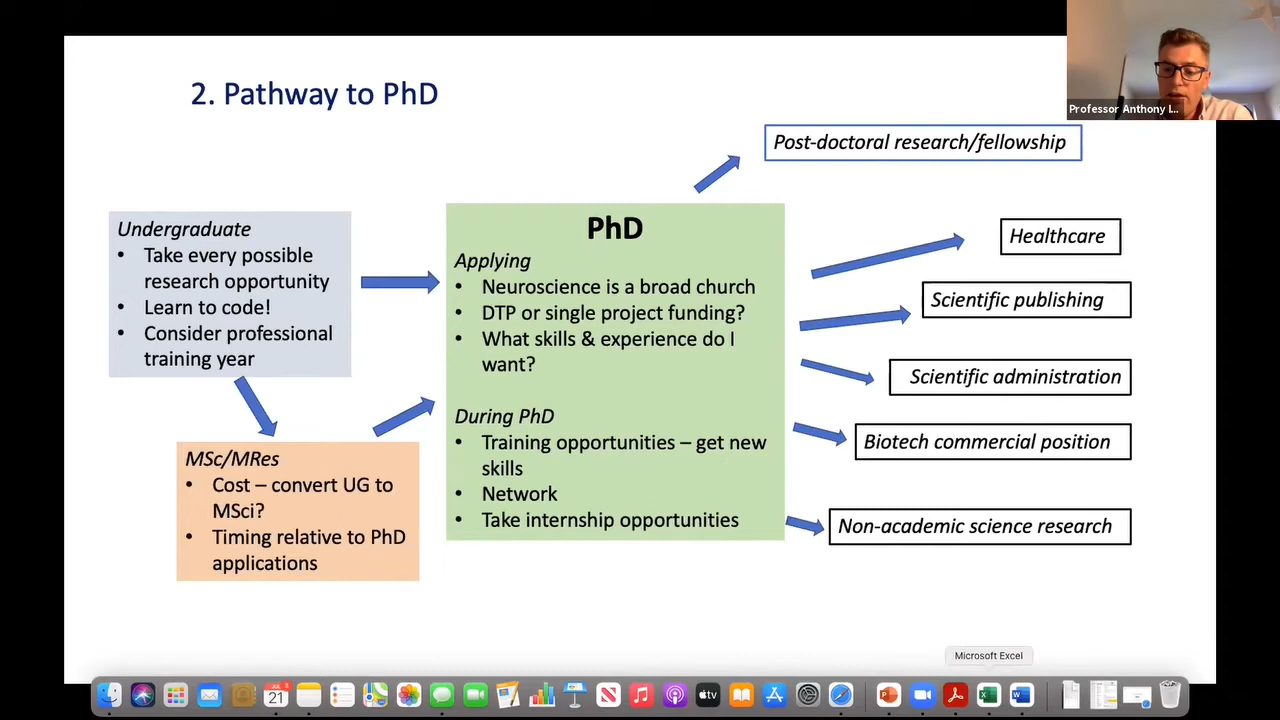 2. Pathway to PhD
Professor Anthony I...
Post-doctoral research/fellowship
Undergraduate
• Take every possible
research opportunity
• Learn to code!
• Consider professional
training year
MSc/MRes
• Cost – convert UG to
MSci?
• Timing relative to PhD
applications
PhD
Applying
• Neuroscience is a broad church
• DTP or single project funding?
• What skills & experience do I
want?
During PhD
• Training opportunities – get new
skills
• Network
• Take internship opportunities
Healthcare
Scientific publishing
Scientific administration
Biotech commercial position
Non-academic science research
Microsoft Excel
21
tv